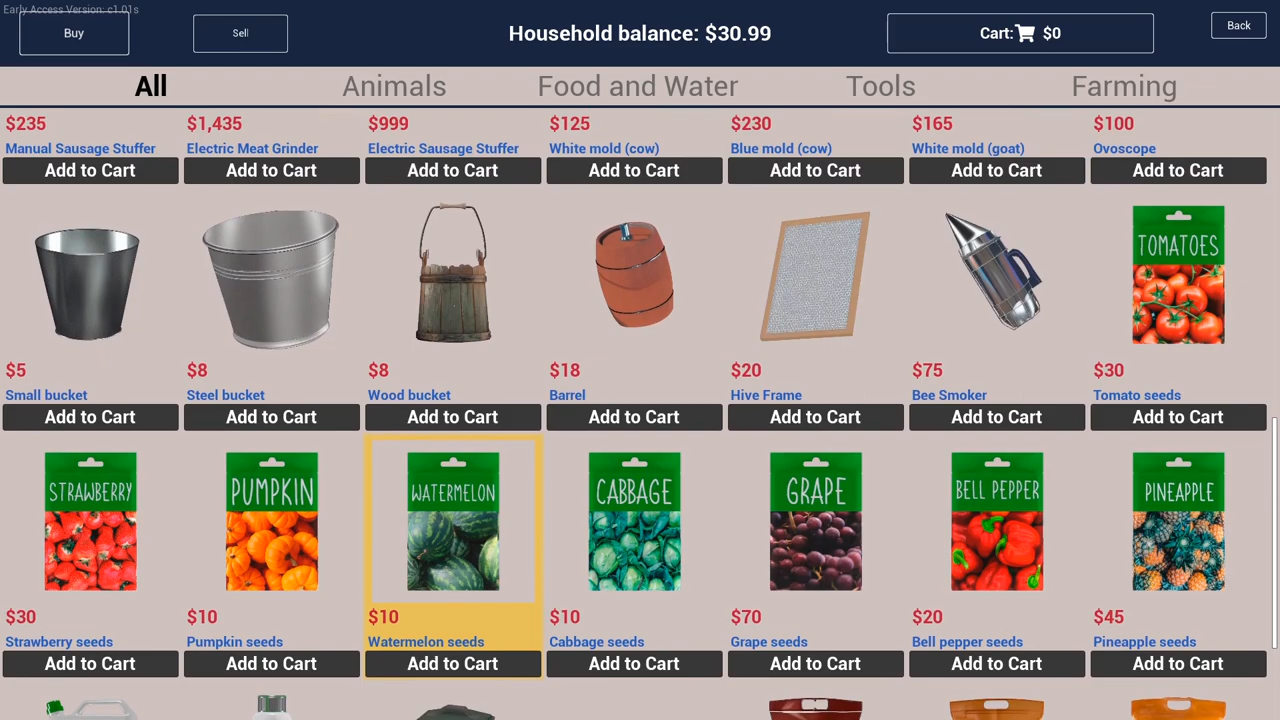 Early Access Version: c1.01s
Buy
Sell
Household balance: $30.99
Cart: $0
Back
All
Animals
Food and Water
Tools
Farming
$235
$1,435
$999
$125
$230
$165
$100
Manual Sausage Stuffer
Electric Meat Grinder
Electric Sausage Stuffer
White mold (cow)
Blue mold (cow)
White mold (goat)
Ovoscope
Add to Cart
Add to Cart
Add to Cart
Add to Cart
Add to Cart
Add to Cart
Add to Cart
TOMATOES
$5
$8
$8
$18
$20
$75
$30
Small bucket
Steel bucket
Wood bucket
Barrel
Hive Frame
Bee Smoker
Tomato seeds
Add to Cart
Add to Cart
Add to Cart
Add to Cart
Add to Cart
Add to Cart
Add to Cart
STRAWBERRY
PUMPKIN
WATERMELON
CABBAGE
GRAPE
BELL PEPPER
PINEAPPLE
$30
$10
$10
$10
$70
$20
$45
Strawberry seeds
Pumpkin seeds
Watermelon seeds
Cabbage seeds
Grape seeds
Bell pepper seeds
Pineapple seeds
Add to Cart
Add to Cart
Add to Cart
Add to Cart
Add to Cart
Add to Cart
Add to Cart